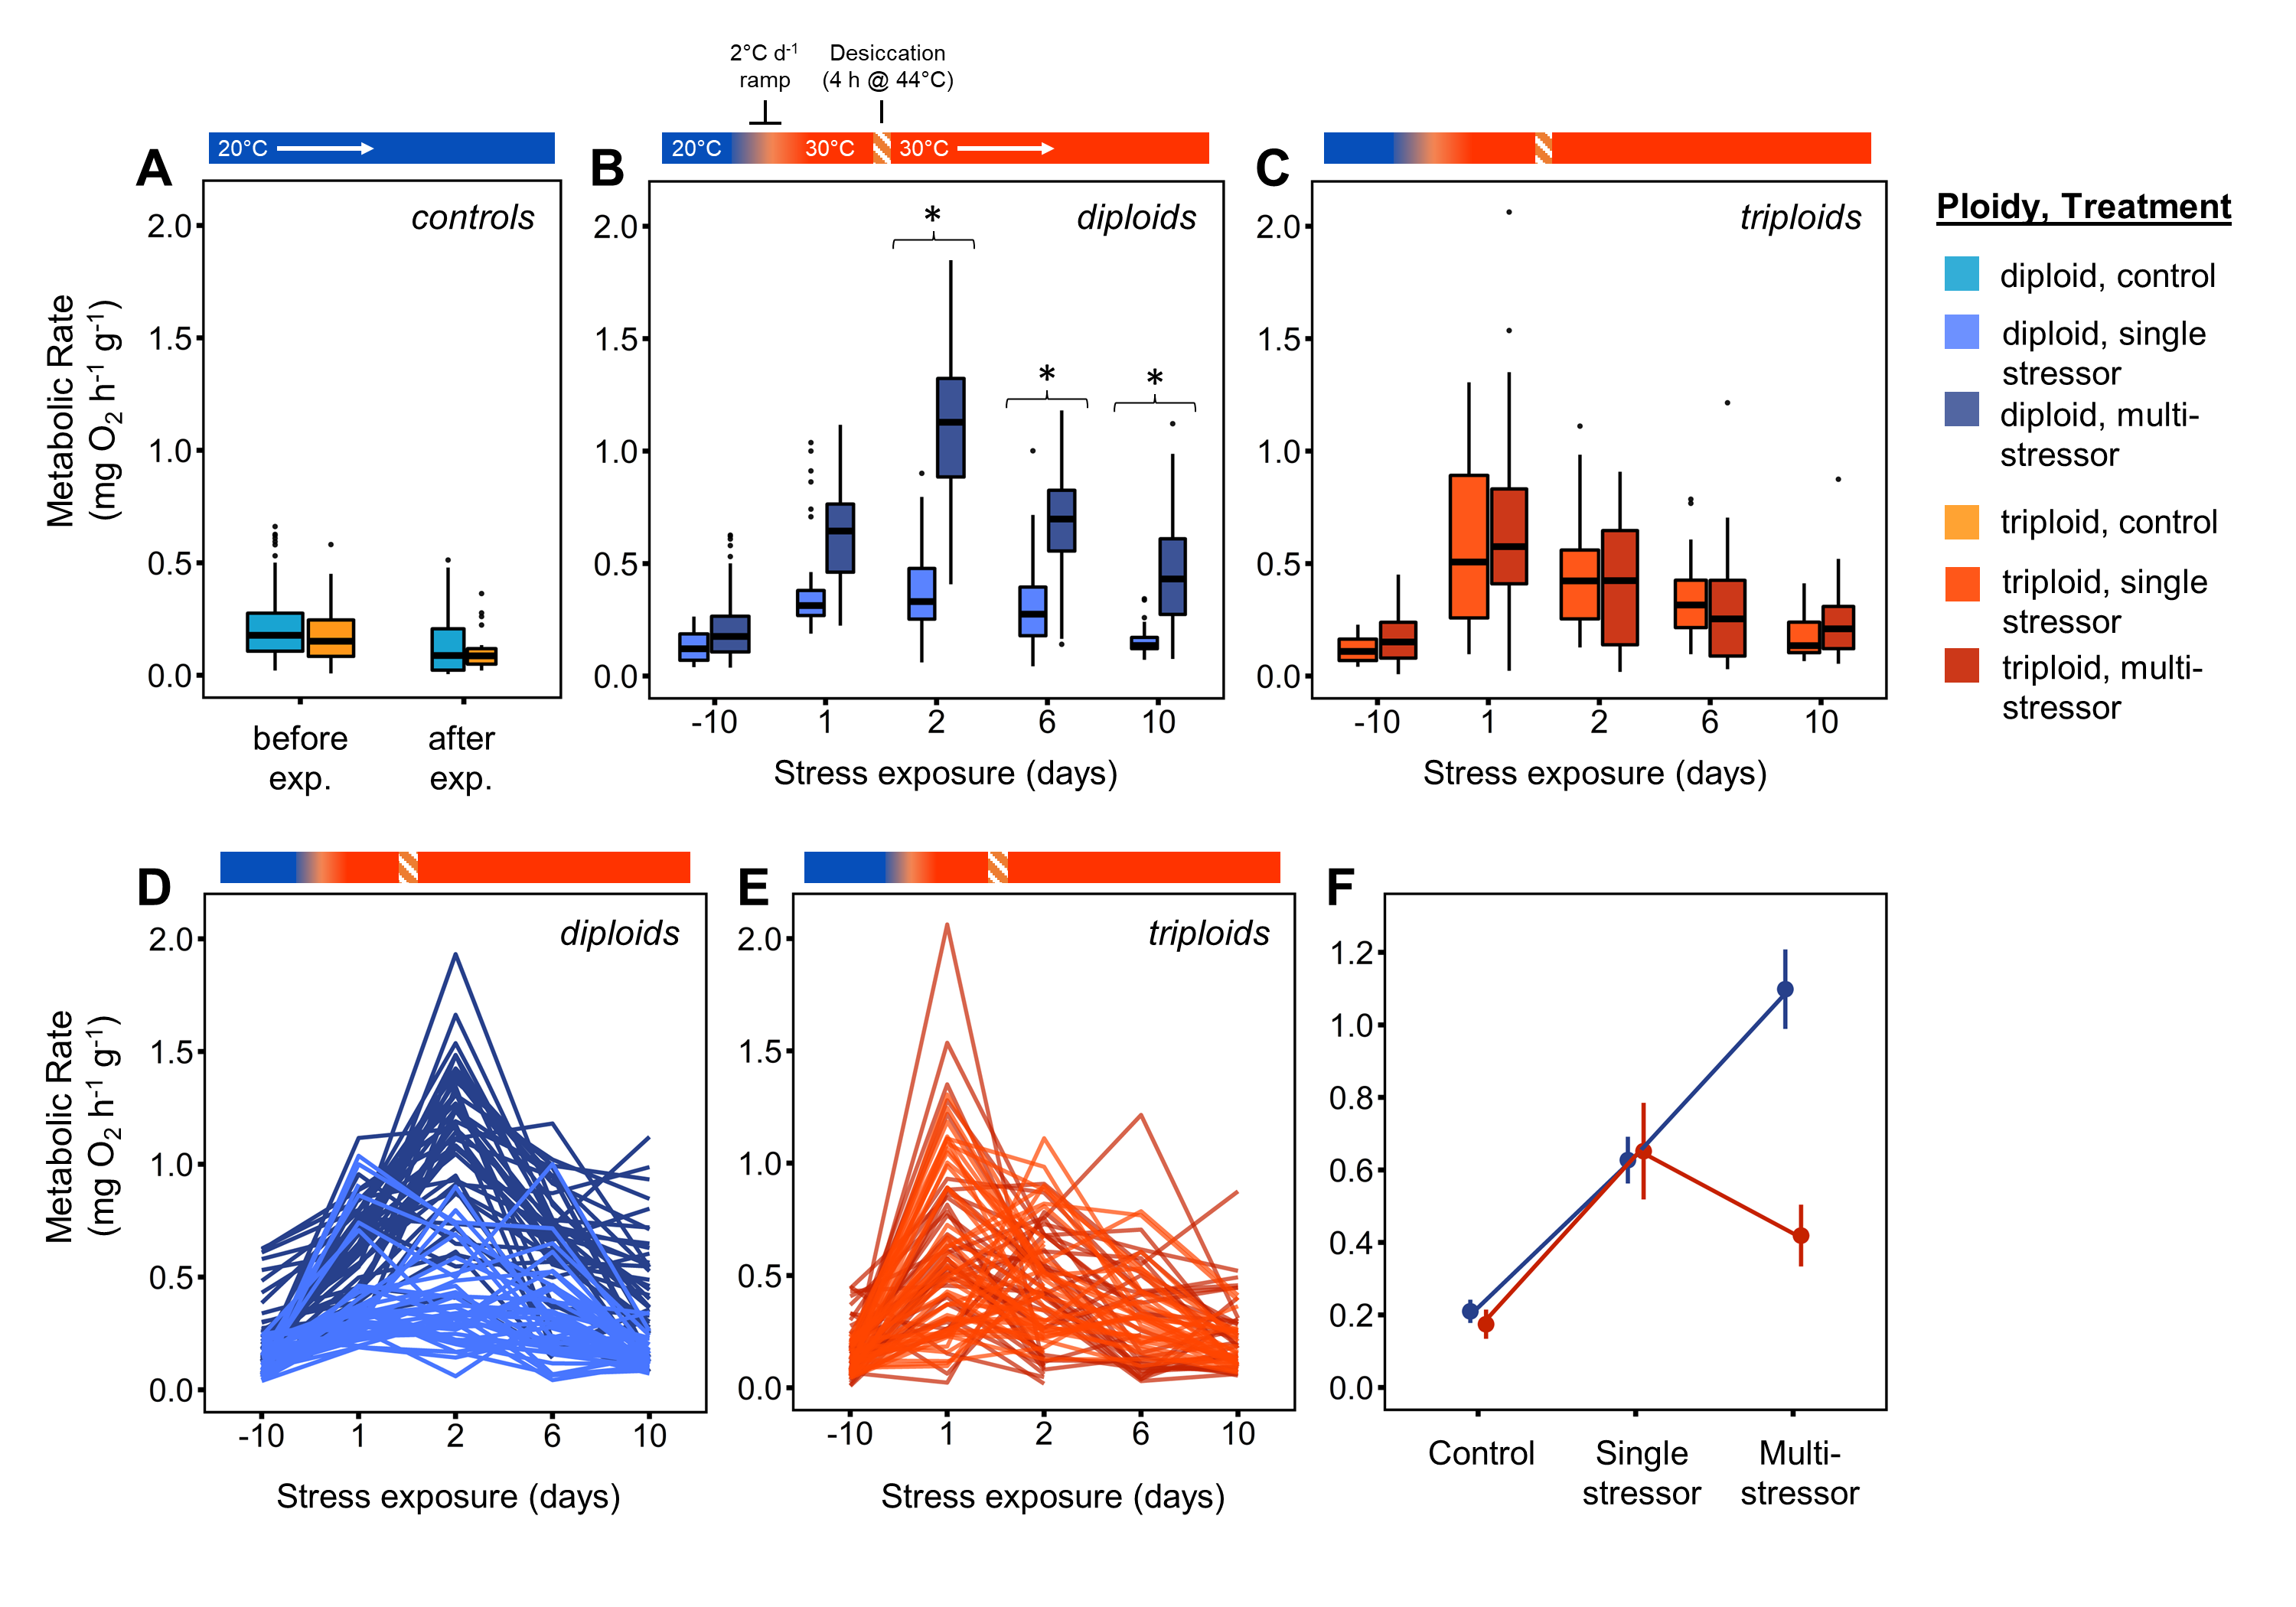 2°C d-1
ramp
Desiccation
(4 h @ 44°C)
A
20°C
B
20°C
30°C
30°C
C
controls
diploids
triploids
Metabolic Rate
(mg O2 h-1 g-1)
2.0
1.5
1.0
0.5
0.0
before
exp.
after
exp.
2.0
1.5
1.0
0.5
0.0
*
*
*
-10
1
2
6
10
Stress exposure (days)
2.0
1.5
1.0
0.5
0.0
-10
1
2
6
10
Stress exposure (days)
Ploidy, Treatment
diploid, control
diploid, single
stressor
diploid, multi-
stressor
triploid, control
triploid, single
stressor
triploid, multi-
stressor
D
diploids
Metabolic Rate
(mg O2 h-1 g-1)
2.0
1.5
1.0
0.5
0.0
-10
1
2
6
10
Stress exposure (days)
E
triploids
2.0
1.5
1.0
0.5
0.0
-10
1
2
6
10
Stress exposure (days)
F
1.2
1.0
0.8
0.6
0.4
0.2
0.0
Control
Single
stressor
Multi-
stressor